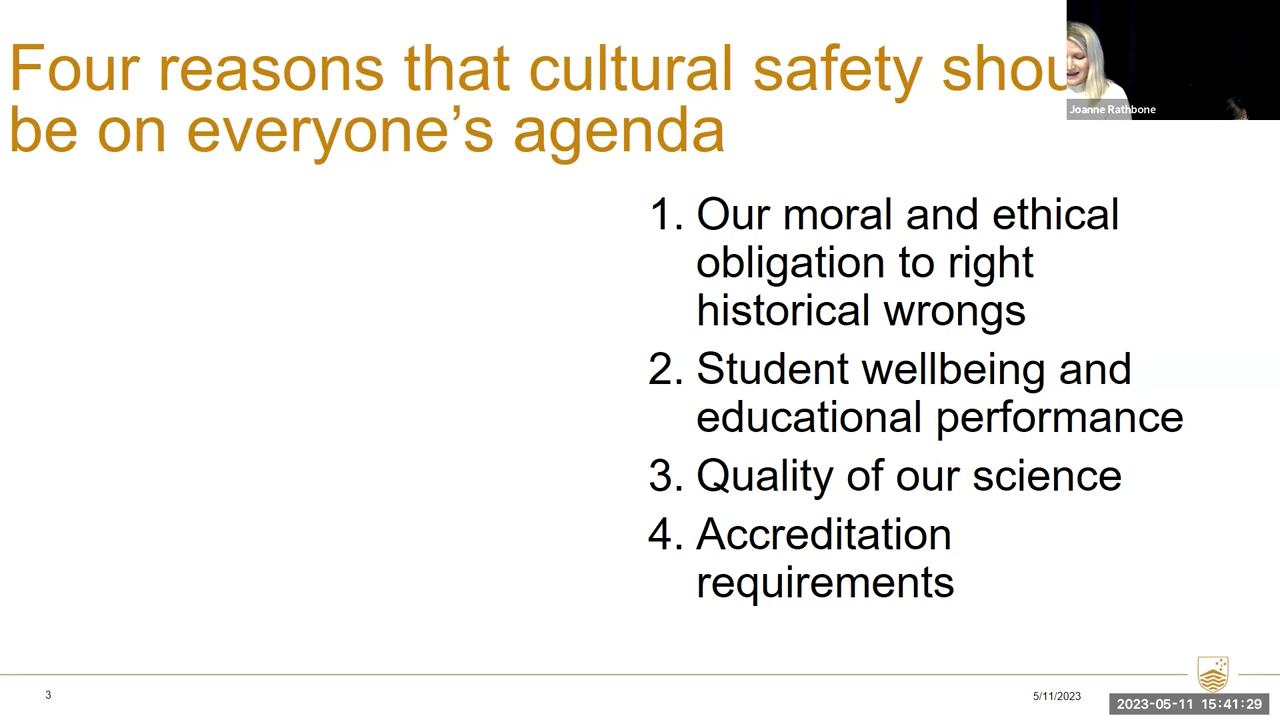 Four reasons that cultural safety shou
be on everyone's agenda
Joanne Rathbone
1. Our moral and ethical
obligation to right
historical wrongs
2. Student wellbeing and
educational performance
3. Quality of our science
4. Accreditation
requirements
3
5/11/2023
2023-05-11 15:41:29